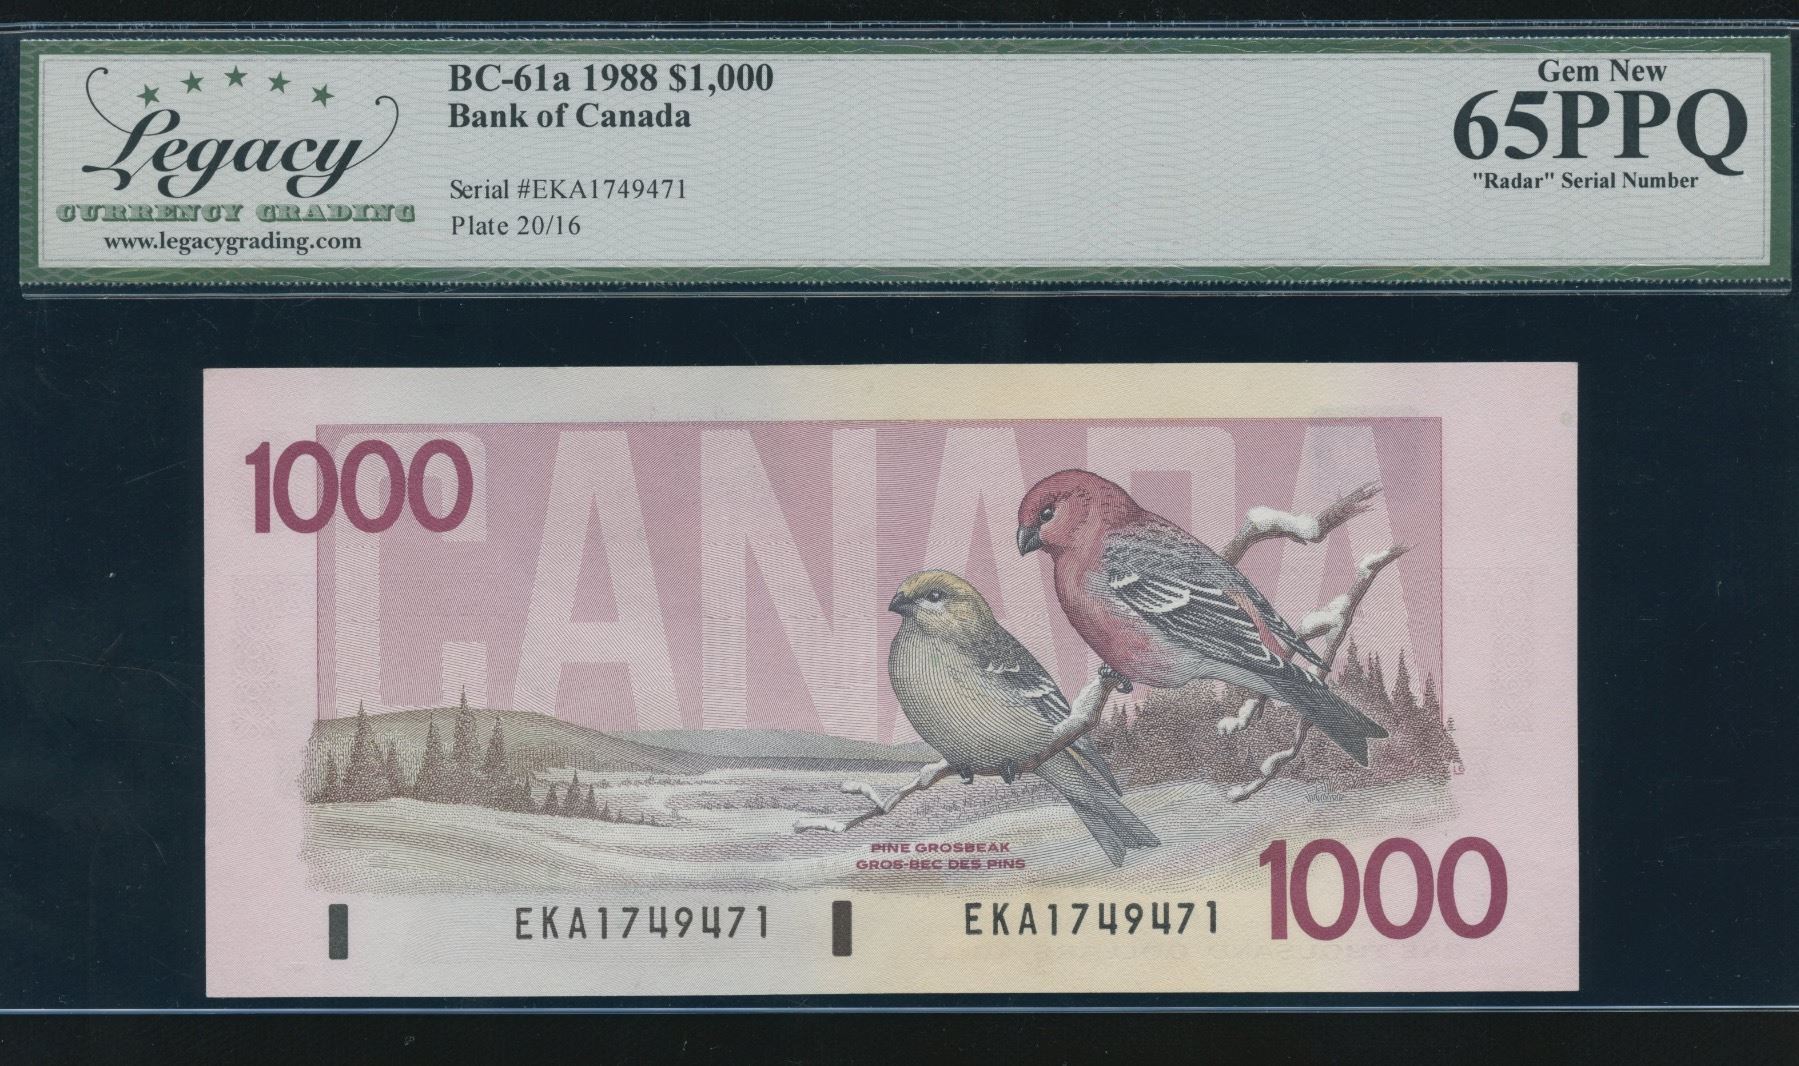 Legacy
CURRENCY GRADING
www.legacygrading.com
BC-61a 1988 $1,000
Bank of Canada
Serial #EKA1749471
Plate 20/16
Gem New
65PPQ
"Radar" Serial Number
1000
CANADA
PINE GROSBEAK
GROS-BEC DES PINS
1000
EKA1749471 EKA1749471